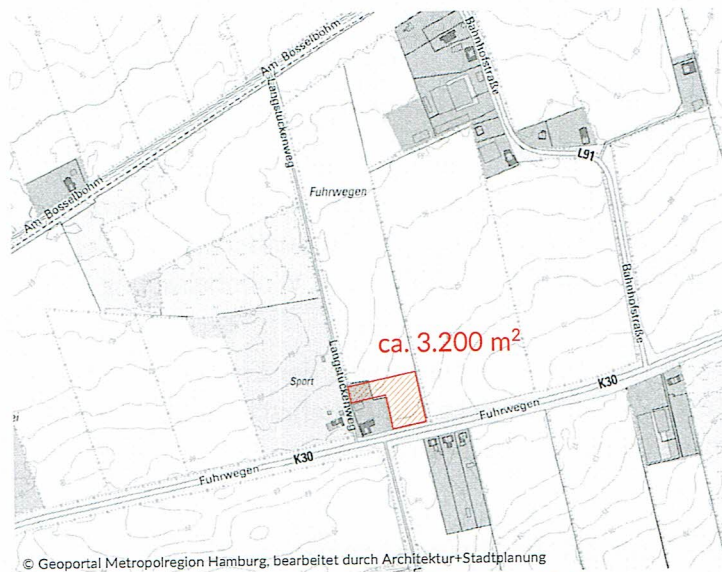 Am Bosselbohm
Bahnhofstraße
Langstückenweg
L91
Fuhrwegen
Am Bosselbohm
Bahnhofstraße
ca. 3.200 m²
Langstückenweg
Sport
K30
Fuhrwegen
K30
Fuhrwegen
© Geoportal Metropolregion Hamburg, bearbeitet durch Architektur+Stadtplanung